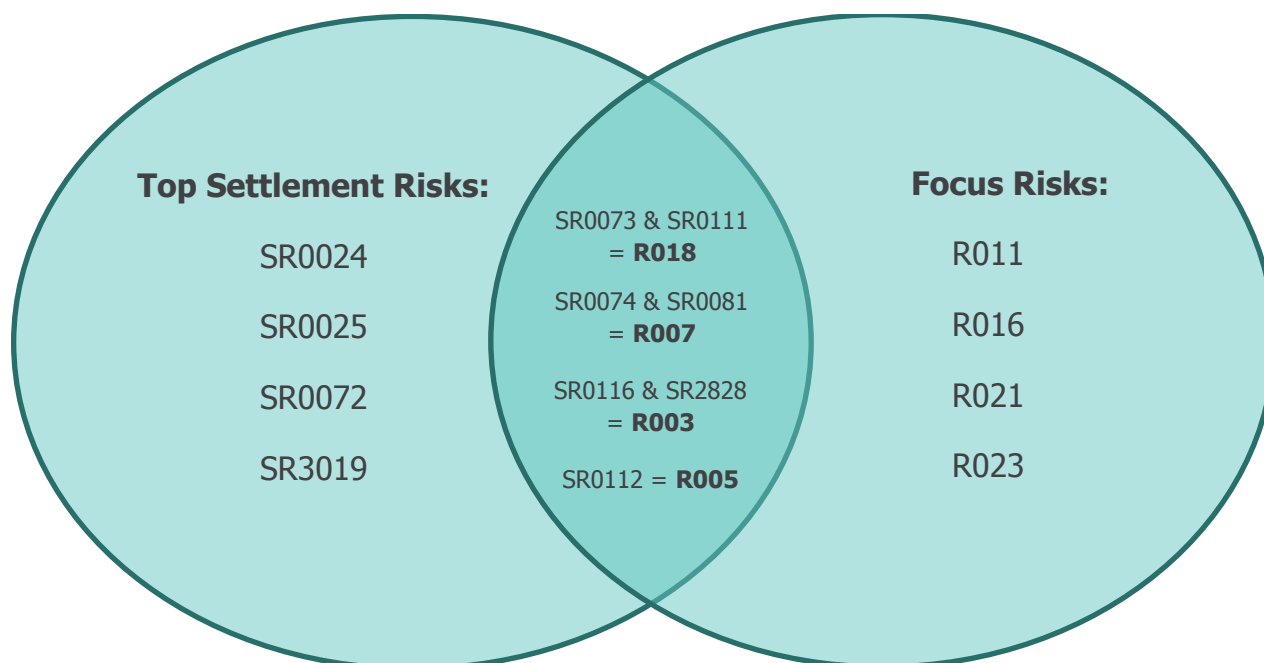 Top Settlement Risks:
SR0024
SR0025
SR0072
SR3019
SR0073 & SR0111
= R018
SR0074 & SR0081
= R007
SR0116 & SR2828
= R003
SR0112 = R005
Focus Risks:
R011
R016
R021
R023